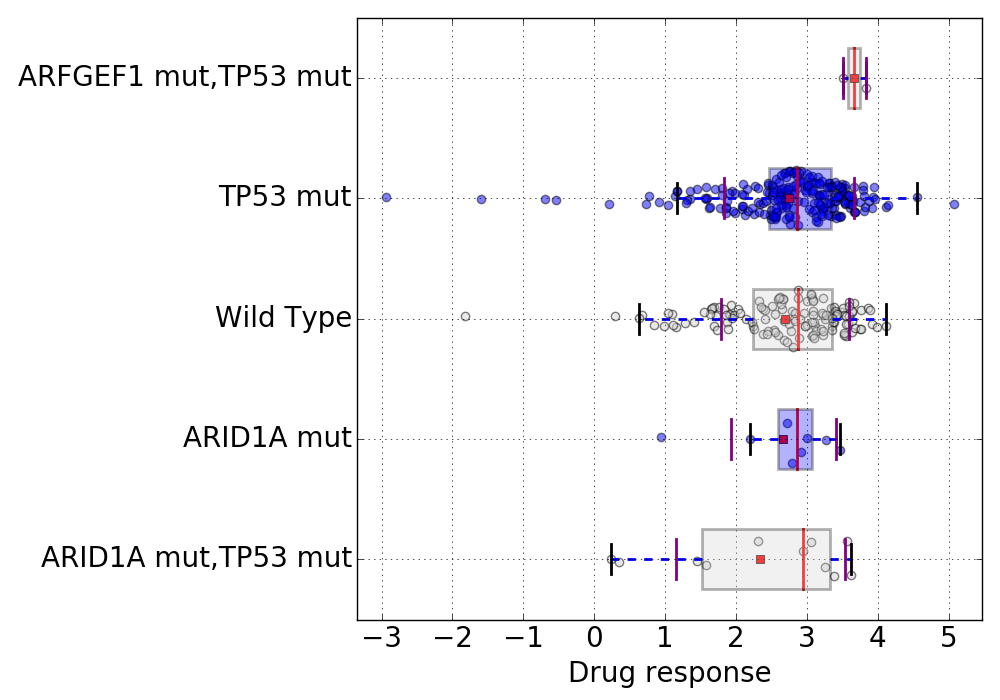 ARFGEF1 mut,TP53 mut
TP53 mut
Wild Type
ARID1A mut
ARID1A mut,TP53 mut
−3 −2 −1 0 1 2 3 4 5
Drug response